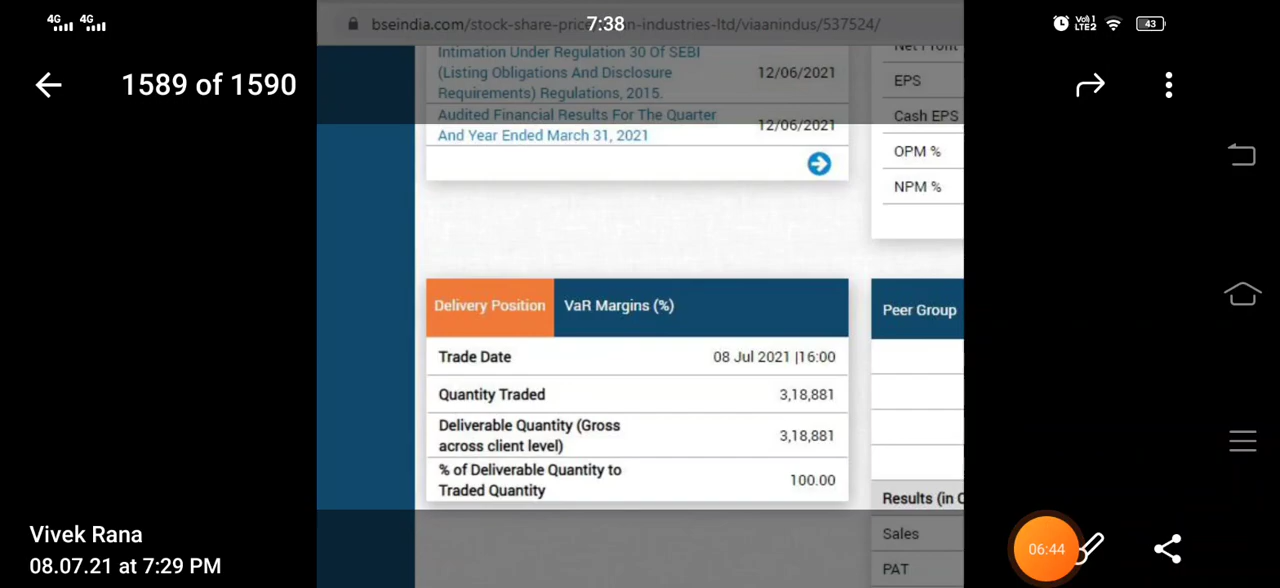 4G 4G
7:38
Vo)) 1
LTE2
43
bseindia.com/stock-share-pric
n-industries-ltd/viaanindus/537524/
1589 of 1590
Intimation Under Regulation 30 Of SEBI
(Listing Obligations And Disclosure
Requirements) Regulations, 2015.
12/06/2021
Audited Financial Results For The Quarter
And Year Ended March 31, 2021
12/06/2021
Net Profit
EPS
Cash EPS
OPM %
NPM %
Delivery Position
VaR Margins (%)
Trade Date
08 Jul 2021 |16:00
Quantity Traded
3,18,881
Deliverable Quantity (Gross
across client level)
3,18,881
% of Deliverable Quantity to
Traded Quantity
100.00
Peer Group
Results (in C
Sales
PAT
Vivek Rana
08.07.21 at 7:29 PM
06:44